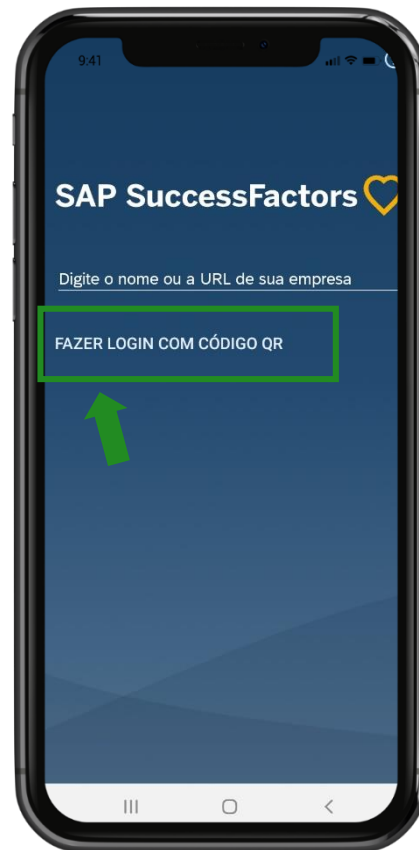 9:41
SAP SuccessFactors
Digite o nome ou a URL de sua empresa
FAZER LOGIN COM CÓDIGO QR